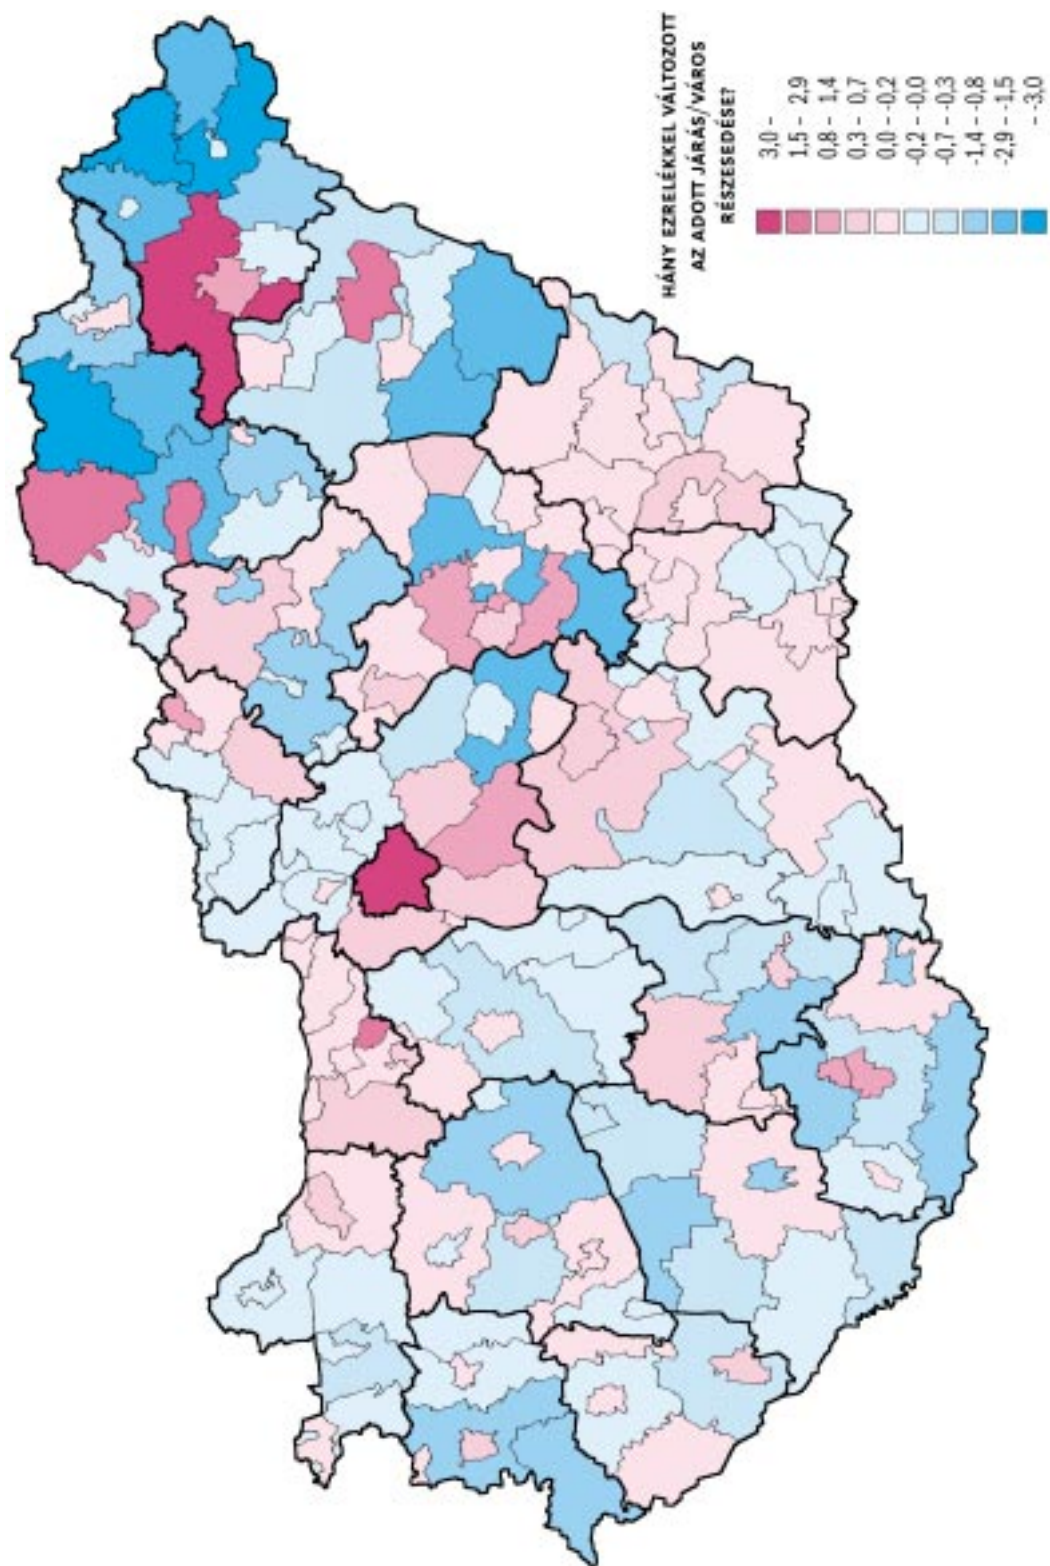 HÁNY EZRELÉKKEL VÁLTOZOTT
AZ ADOTT JÁRÁS/VÁROS
RÉSZESEDÉSE?
3,0 –
1,5 – 2,9
0,8 – 1,4
0,3 – 0,7
0,0 – 0,2
-0,2 – -0,0
-0,7 – -0,3
-1,4 – -0,8
-2,9 – -1,5
– -3,0